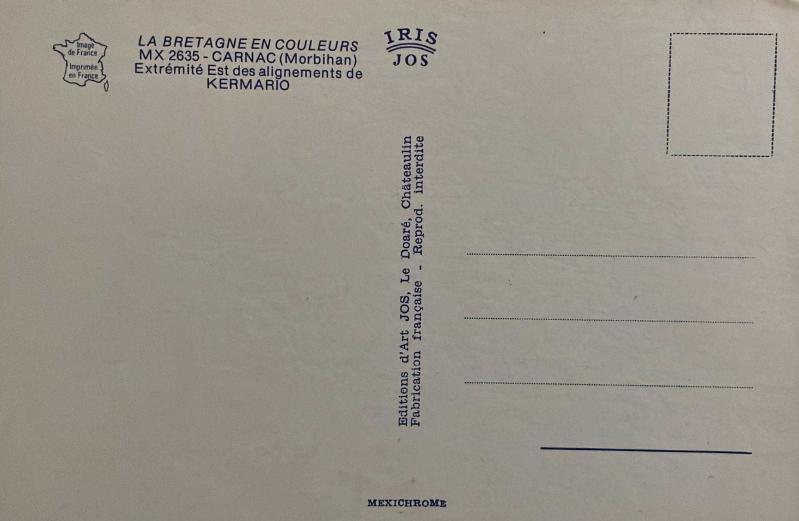 Image
de France
Imprimée
en France
LA BRETAGNE EN COULEURS
MX 2635 - CARNAC (Morbihan)
Extrémité Est des alignements de
KERMARIO
IRIS
JOS
Editions d'Art JOS, Le Doaré, Châteaulin
Fabrication française - Reprod. interdite
MEXICHROME